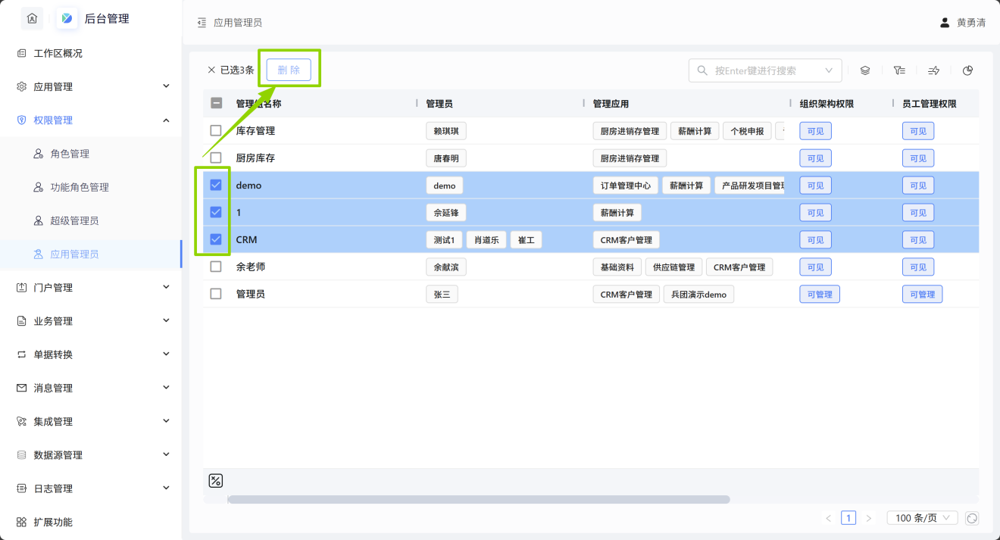 后台管理
应用管理员
黄勇清
工作区概况
应用管理
权限管理
角色管理
功能角色管理
超级管理员
应用管理员
门户管理
业务管理
单据转换
消息管理
集成管理
数据源管理
日志管理
扩展功能
已选3条 删 除
按Enter键进行搜索
管理组名称 管理员 管理应用 组织架构权限 员工管理权限
库存管理 赖琪琪 厨房进销存管理 薪酬计算 个税申报 可见 可见
厨房库存 唐春明 厨房进销存管理 可见 可见
demo demo 订单管理中心 薪酬计算 产品研发项目管 可见 可见
1 余延锋 薪酬计算 可见 可见
CRM 测试1 肖道乐 崔工 CRM客户管理 可见 可见
余老师 余献滨 基础资料 供应链管理 CRM客户管理 可见 可见
管理员 张三 CRM客户管理 兵团演示demo 可管理 可管理
1 100 条/页